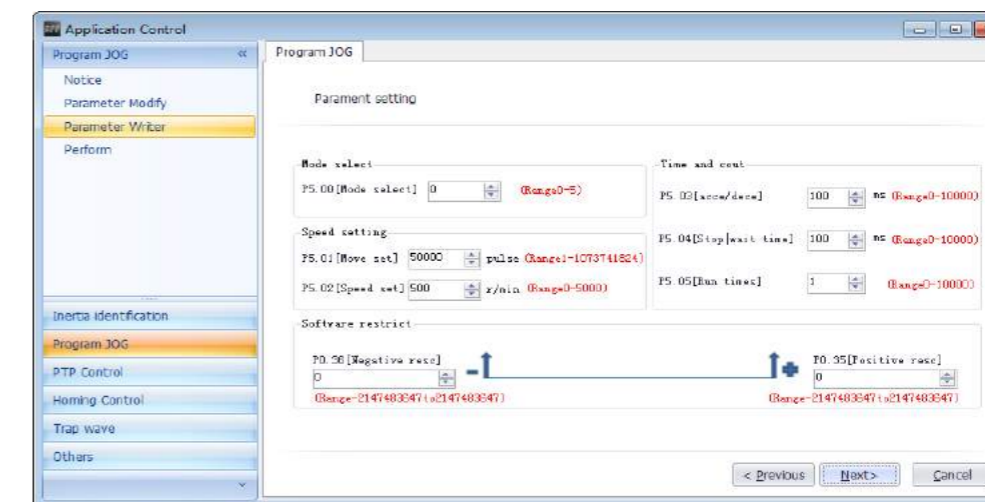 Application Control
Program JOG
Notice
Parameter Modify
Parameter Writer
Perform
Inertia Identification
Program JOG
PTP Control
Homing Control
Trap wave
Others
Program JOG
Parament setting
Mode select
P5.00[Mode select] 0 (Range0-5)
Speed setting
P5.01[Move set] 50000 pulse (Range1-1073741824)
P5.02[Speed set] 500 r/min (Range0-5000)
Time and cout
P5.03[acce/dece] 100 ms (Range0-10000)
P5.04[Stop|wait time] 100 ms (Range0-10000)
P5.05[Run times] 1 (Range0-10000)
Software restrict
P0.36[Negative resc]
0
(Range-2147483647to2147483647)
P0.35[Positive resc]
0
(Range-2147483647to2147483647)
< Previous
Next>
Cancel